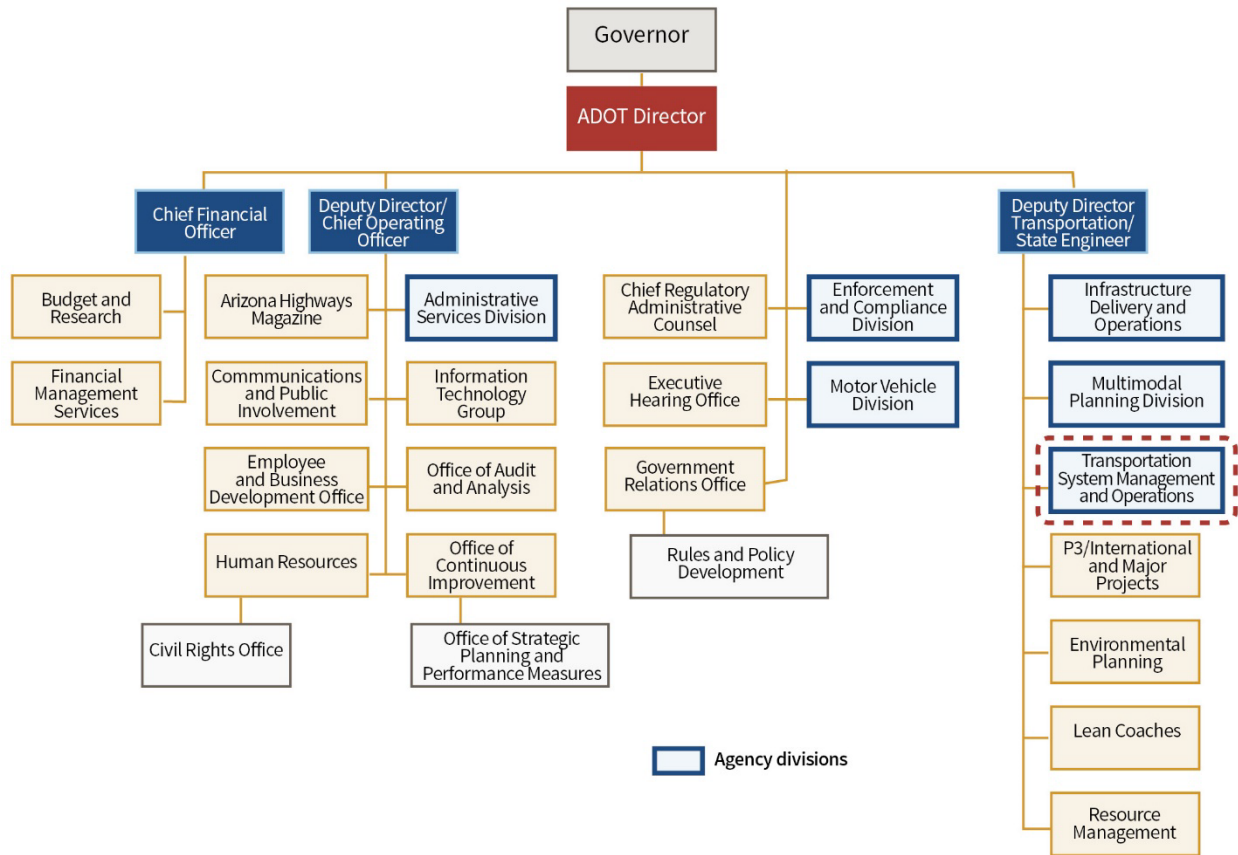 Governor
ADOT Director
Chief Financial
Officer
Deputy Director/
Chief Operating
Officer
Deputy Director
Transportation/
State Engineer
Budget and
Research
Financial
Management
Services
Arizona Highways
Magazine
Administrative
Services Division
Commmunications
and Public
Involvement
Information
Technology
Group
Employee
and Business
Development Office
Office of Audit
and Analysis
Human Resources
Office of
Continuous
Improvement
Civil Rights Office
Office of Strategic
Planning and
Performance Measures
Chief Regulatory
Administrative
Counsel
Enforcement
and Compliance
Division
Executive
Hearing Office
Motor Vehicle
Division
Government
Relations Office
Rules and Policy
Development
Infrastructure
Delivery and
Operations
Multimodal
Planning Division
Transportation
System Management
and Operations
P3/International
and Major
Projects
Environmental
Planning
Lean Coaches
Resource
Management
Agency divisions